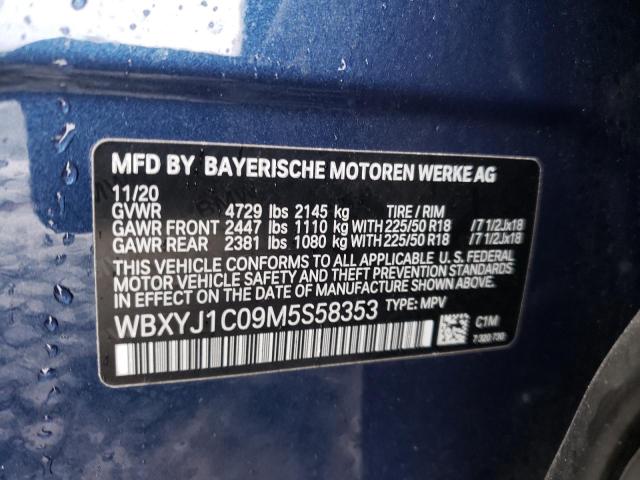 MFD BY BAYERISCHE MOTOREN WERKE AG
11/20
GVWR 4729 lbs 2145 kg TIRE / RIM
GAWR FRONT 2447 lbs 1110 kg WITH 225/50 R18 /7 1/2Jx18
GAWR REAR 2381 lbs 1080 kg WITH 225/50 R18 /7 1/2Jx18
THIS VEHICLE CONFORMS TO ALL APPLICABLE U. S. FEDERAL
MOTOR VEHICLE SAFETY AND THEFT PREVENTION STANDARDS
IN EFFECT ON THE DATE OF MANUFACTURE SHOWN ABOVE.
WBXYJ1C09M5S58353 TYPE: MPV
C1M
7 320 730